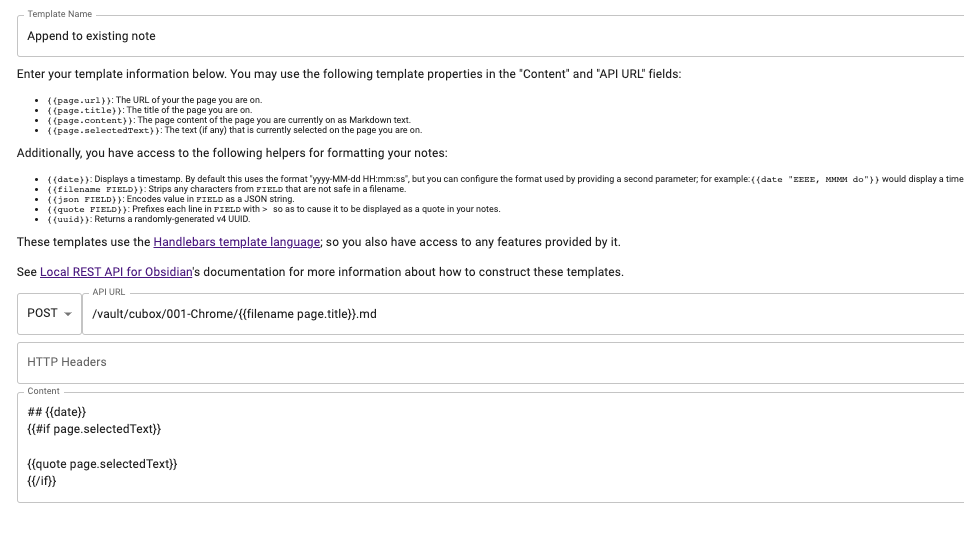 Template Name
Append to existing note
Enter your template information below. You may use the following template properties in the "Content" and "API URL" fields:
• {{page.url}}: The URL of your the page you are on.
• {{page.title}}: The title of the page you are on.
• {{page.content}}: The page content of the page you are currently on as Markdown text.
• {{page.selectedText}}: The text (if any) that is currently selected on the page you are on.
Additionally, you have access to the following helpers for formatting your notes:
• {{date}}: Displays a timestamp. By default this uses the format "yyyy-MM-dd HH:mm:ss", but you can configure the format used by providing a second parameter; for example:{{date "EEEE, MMMM do"}} would display a time
• {{filename FIELD}}: Strips any characters from FIELD that are not safe in a filename.
• {{json FIELD}}: Encodes value in FIELD as a JSON string.
• {{quote FIELD}}: Prefixes each line in FIELD with > so as to cause it to be displayed as a quote in your notes.
• {{uuid}}: Returns a randomly-generated v4 UUID.
These templates use the Handlebars template language; so you also have access to any features provided by it.
See Local REST API for Obsidian's documentation for more information about how to construct these templates.
API URL
POST /vault/cubox/001-Chrome/{{filename page.title}}.md
HTTP Headers
Content
## {{date}}
{{#if page.selectedText}}
{{quote page.selectedText}}
{{/if}}